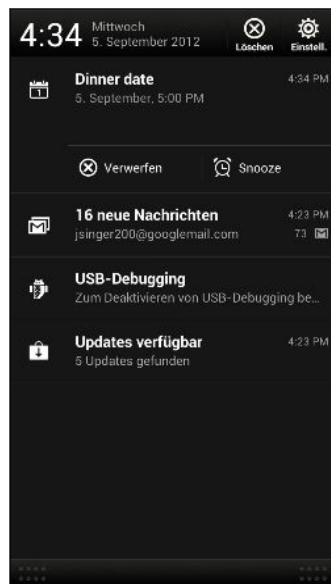 4:34
Mittwoch
5. September 2012
Löschen
Einstell.
Dinner date
4:34 PM
5. September, 5:00 PM
Verwerfen
Snooze
16 neue Nachrichten
4:23 PM
jsinger200@googlemail.com
73
USB-Debugging
Zum Deaktivieren von USB-Debugging be...
Updates verfügbar
4:23 PM
5 Updates gefunden